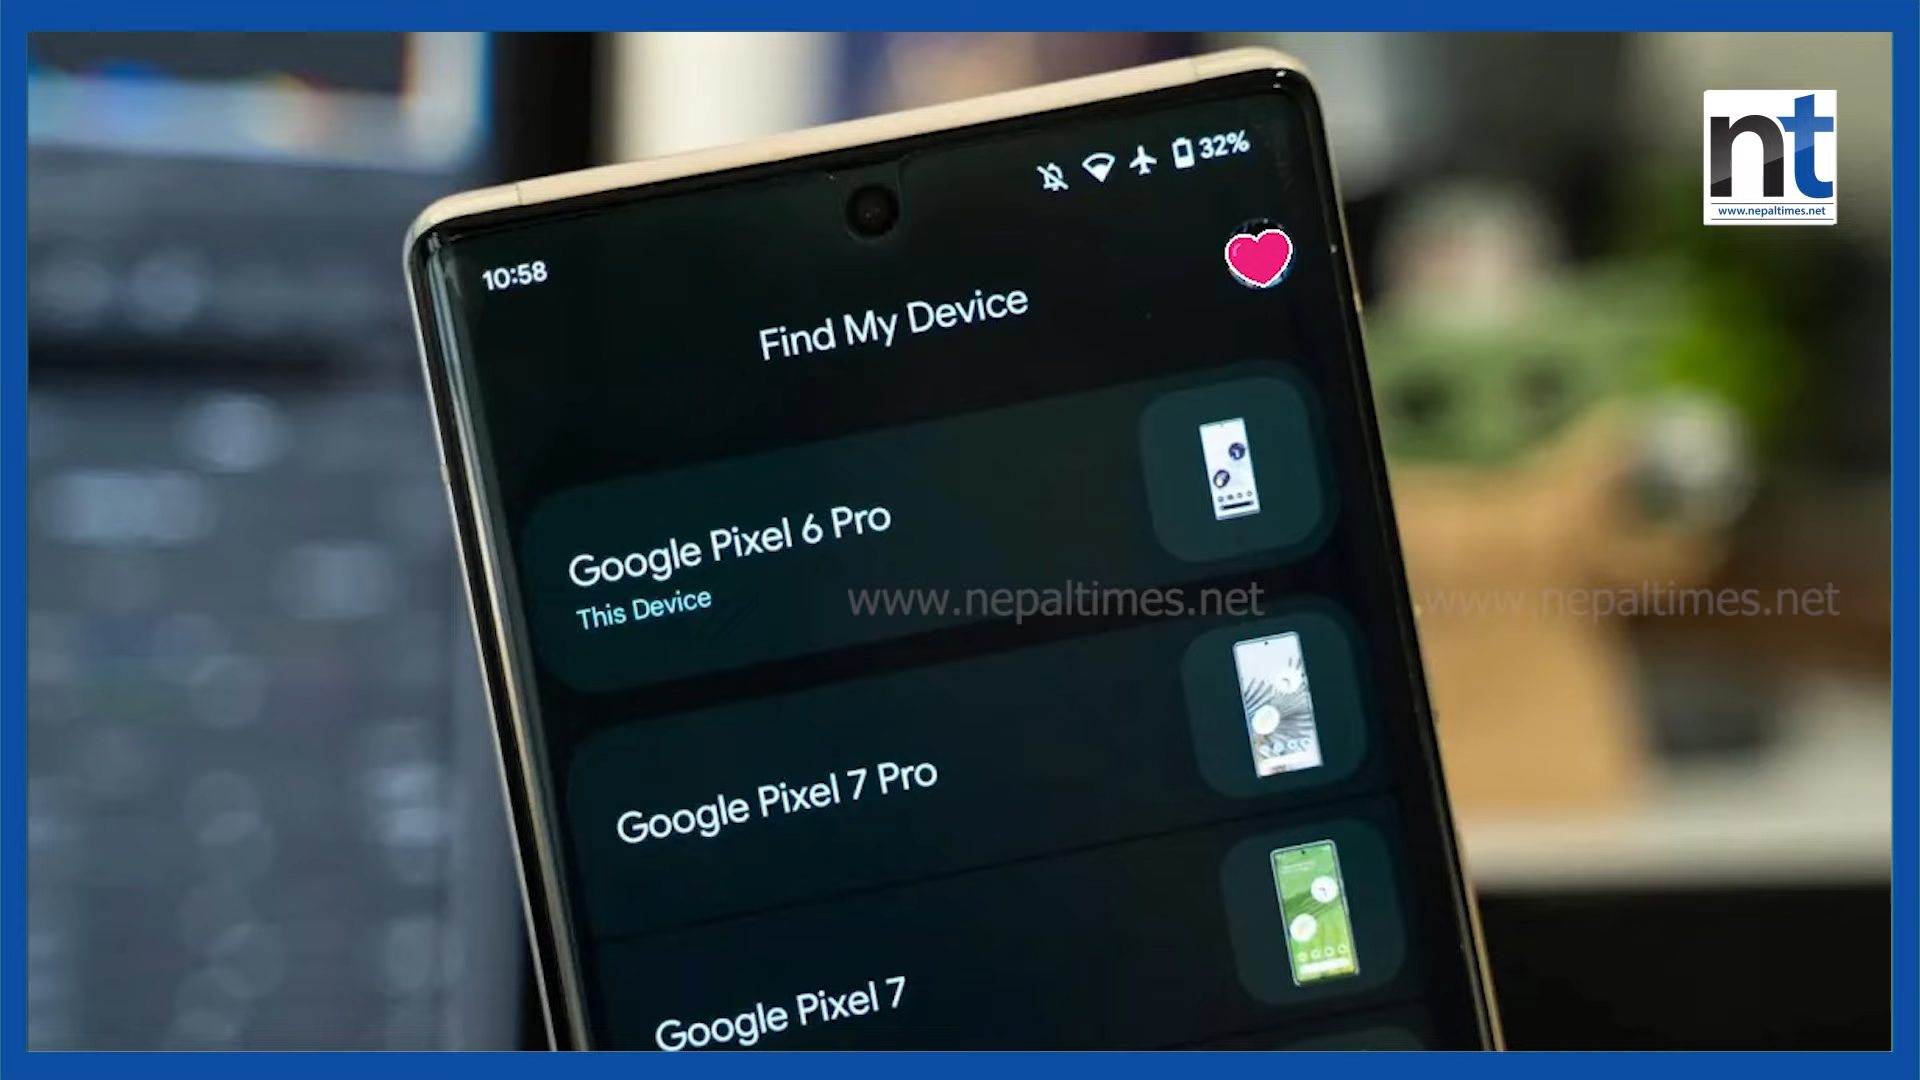 nt
www.nepaltimes.net
32%
10:58
Find My Device
Google Pixel 6 Pro
This Device
www.nepaltimes.net
www.nepaltimes.net
Google Pixel 7 Pro
Google Pixel 7